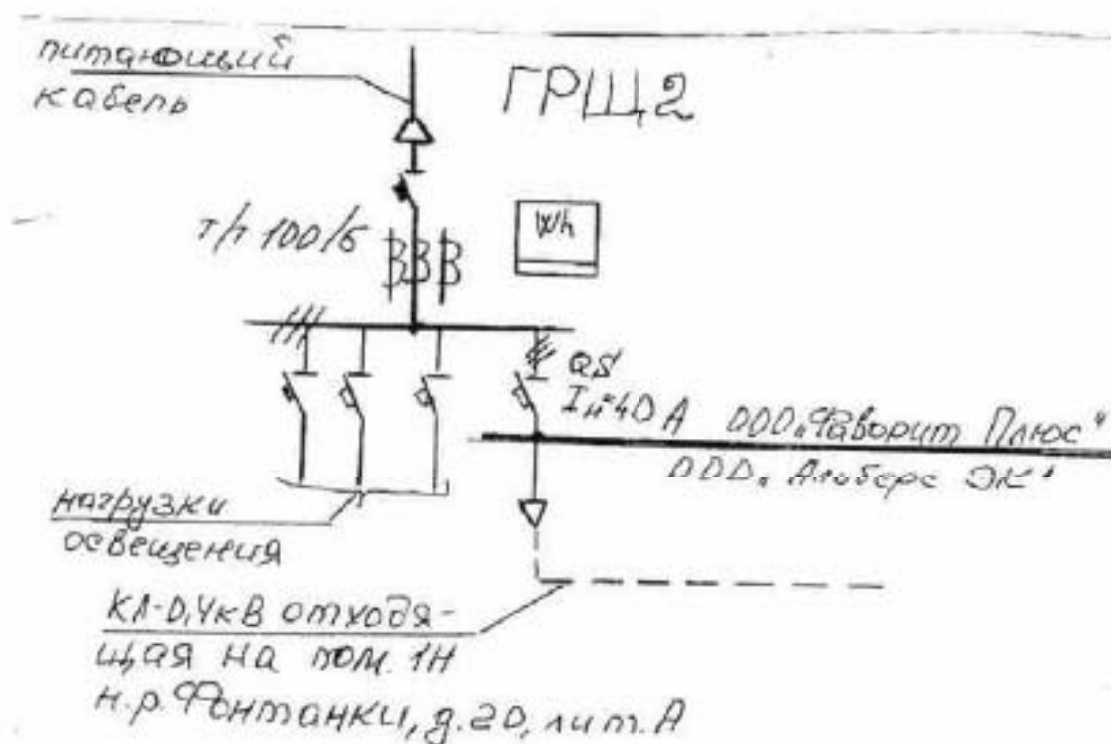 питающий
кабель
ГРЩ2
т/т 100/5
Wh
QS
Iн=40А
ООО„Фаворит Плюс“
ООО„ Альберс ЭК“
нагрузки
освещения
КЛ-0,4кВ отходя-
щая на пом. 1Н
н.р.Фонтанки, д.20, лит.А